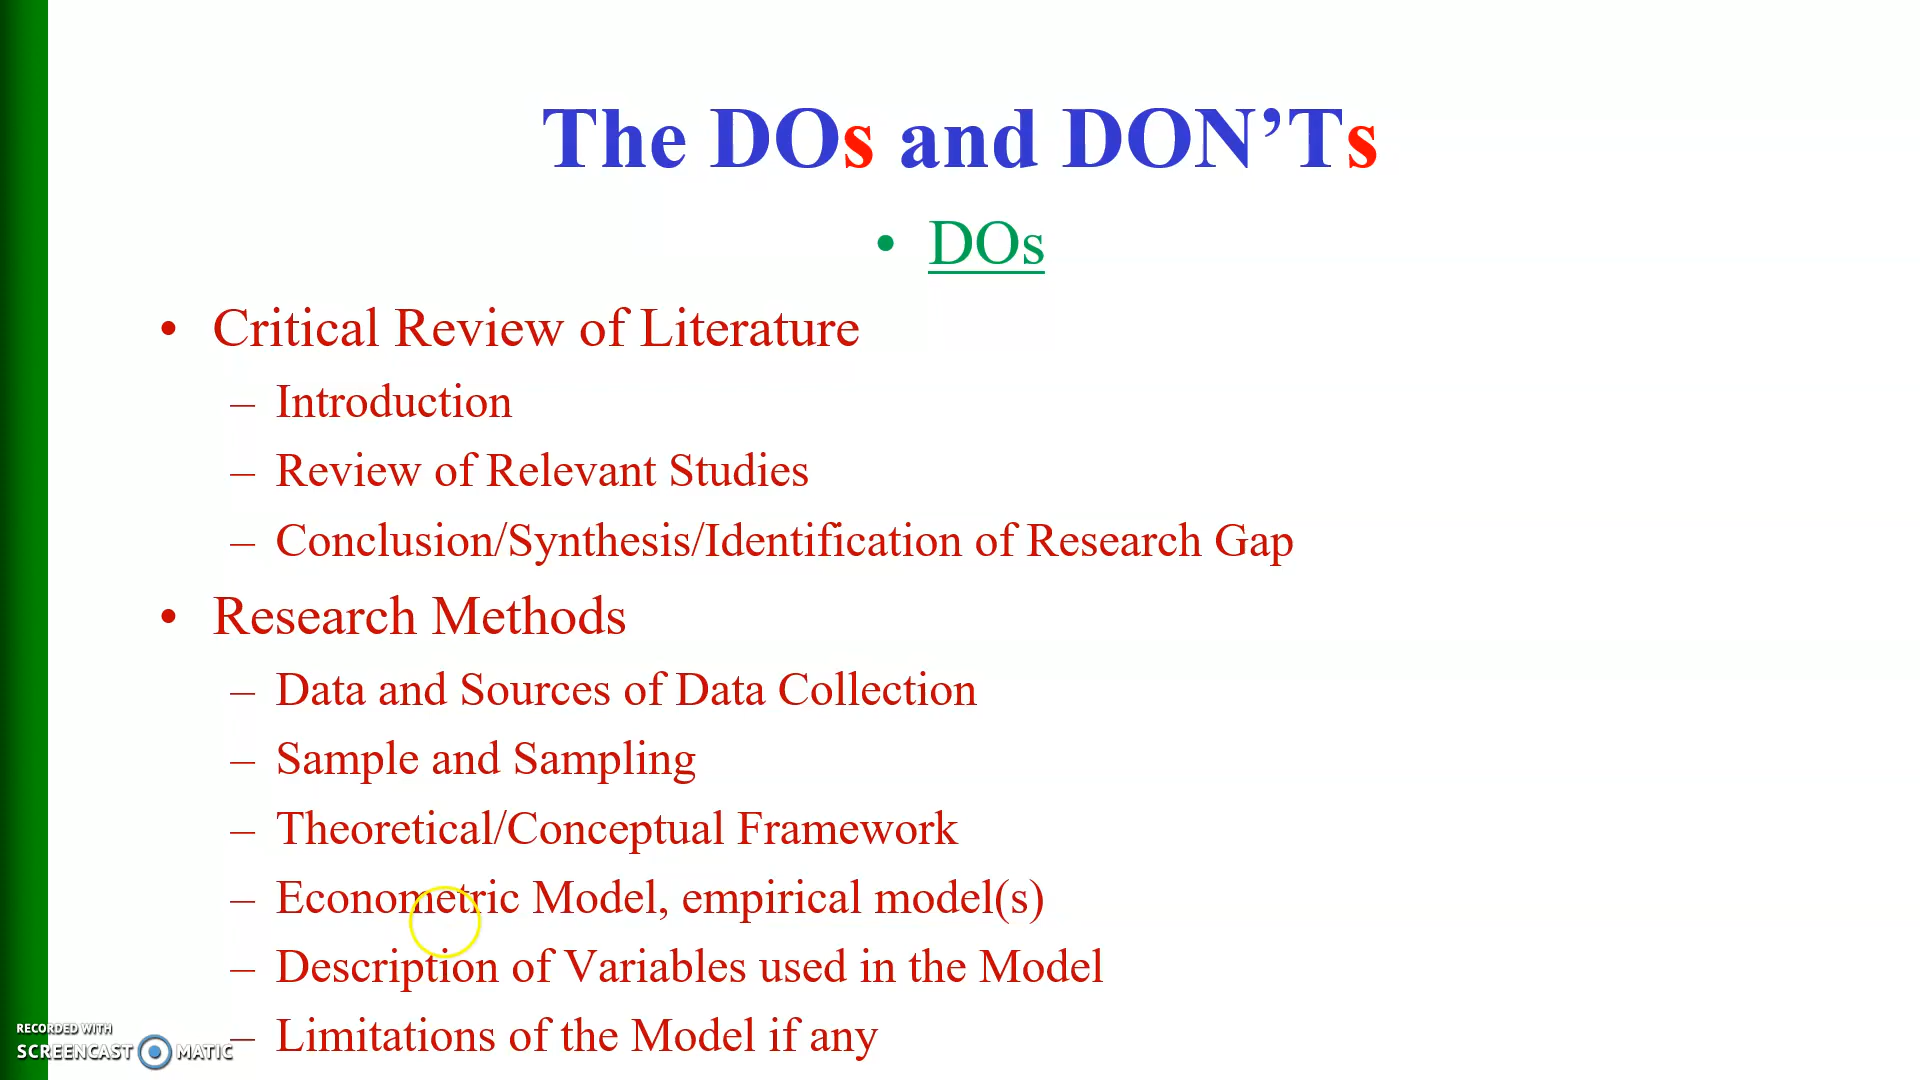 The DOs and DON’Ts
• DOs
• Critical Review of Literature
– Introduction
– Review of Relevant Studies
– Conclusion/Synthesis/Identification of Research Gap
• Research Methods
– Data and Sources of Data Collection
– Sample and Sampling
– Theoretical/Conceptual Framework
– Econometric Model, empirical model(s)
– Description of Variables used in the Model
– Limitations of the Model if any
RECORDED WITH
SCREENCAST MATIC